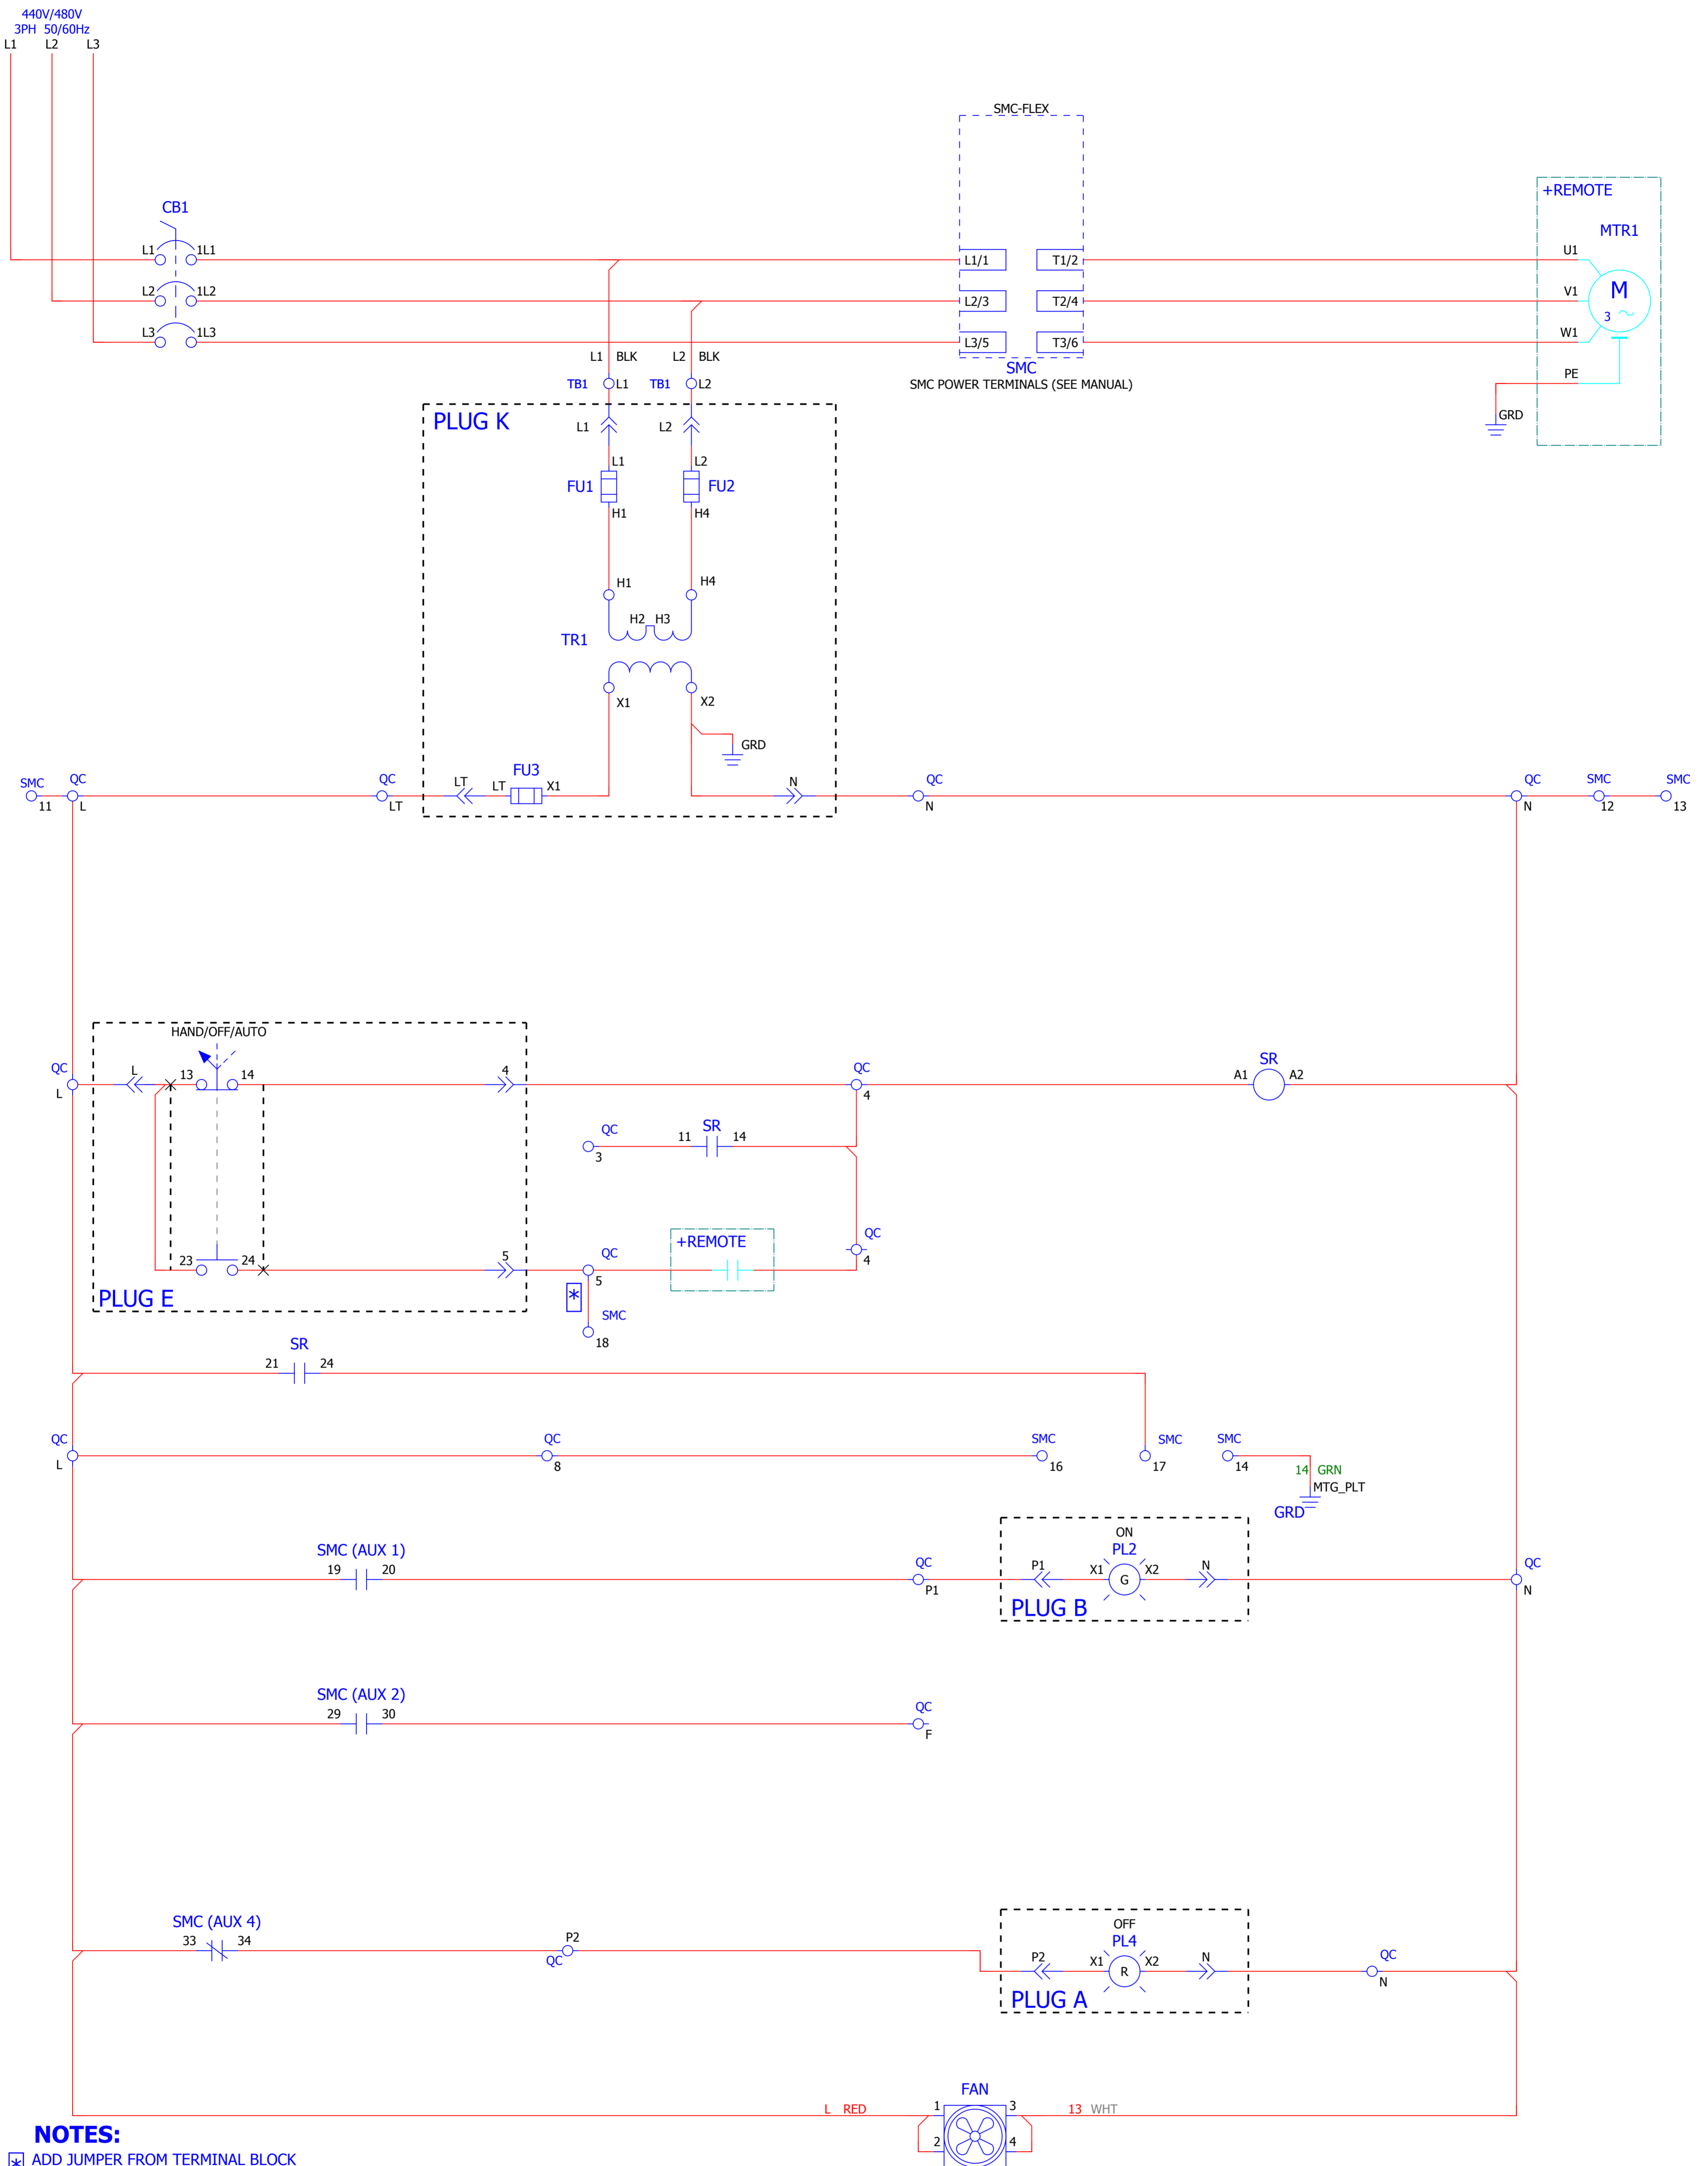 440V/480V
3PH 50/60Hz
L1 L2 L3
SMC-FLEX
+REMOTE
CB1
MTR1
L1 1L1
L1/1 T1/2
U1
L2 1L2
L2/3 T2/4
V1
M
3
L3 1L3
L3/5 T3/6
W1
SMC
SMC POWER TERMINALS (SEE MANUAL)
PE
GRD
L1 BLK L2 BLK
TB1 L1 TB1 L2
PLUG K
L1 L2
L1 L2
FU1 FU2
H1 H4
H1 H4
H2 H3
TR1
X1 X2
GRD
SMC QC QC
11 L LT
LT LT FU3 X1
N
QC
N
QC SMC SMC
N 12 13
HAND/OFF/AUTO
QC
L
L 13 14 4
QC
4
SR
A1 A2
QC
3
SR
11 14
QC
4
+REMOTE
23 24 5
QC
5
PLUG E
*
SMC
18
SR
21 24
QC
L
QC
8
SMC
16
SMC
17
SMC
14
14 GRN
MTG_PLT
GRD
ON
PL2
SMC (AUX 1)
19 20
QC
P1
P1 X1 G X2 N
QC
N
PLUG B
SMC (AUX 2)
29 30
QC
F
OFF
PL4
SMC (AUX 4)
33 34
P2
QC
P2 X1 R X2 N
QC
N
PLUG A
FAN
L RED 1 3 13 WHT
2 4
NOTES:
* ADD JUMPER FROM TERMINAL BLOCK